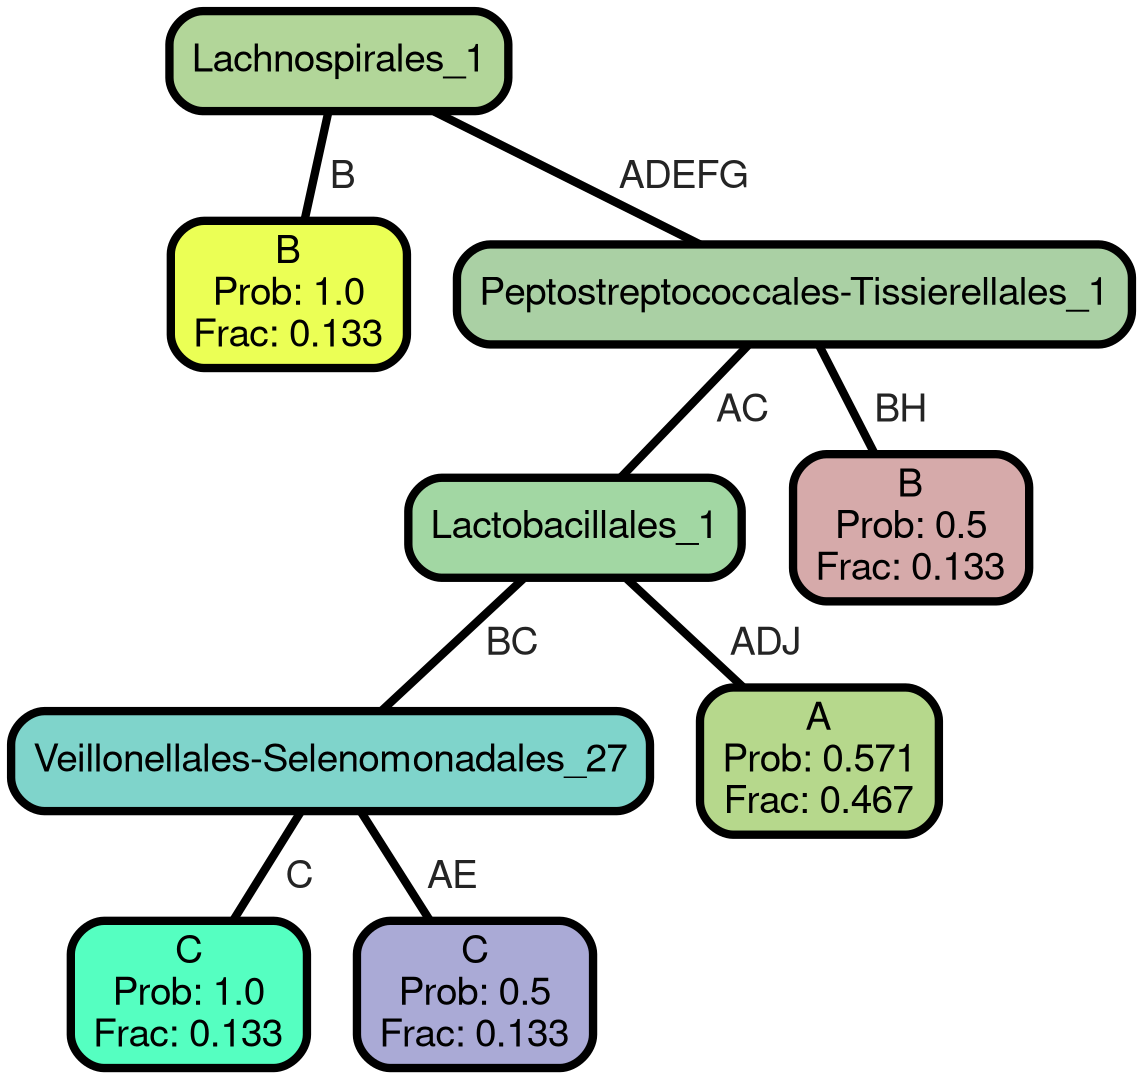 Lachnospirales_1
B
ADEFG
B
Prob: 1.0
Frac: 0.133
Peptostreptococcales-Tissierellales_1
AC
BH
Lactobacillales_1
B
Prob: 0.5
Frac: 0.133
BC
ADJ
Veillonellales-Selenomonadales_27
A
Prob: 0.571
Frac: 0.467
C
AE
C
Prob: 1.0
Frac: 0.133
C
Prob: 0.5
Frac: 0.133